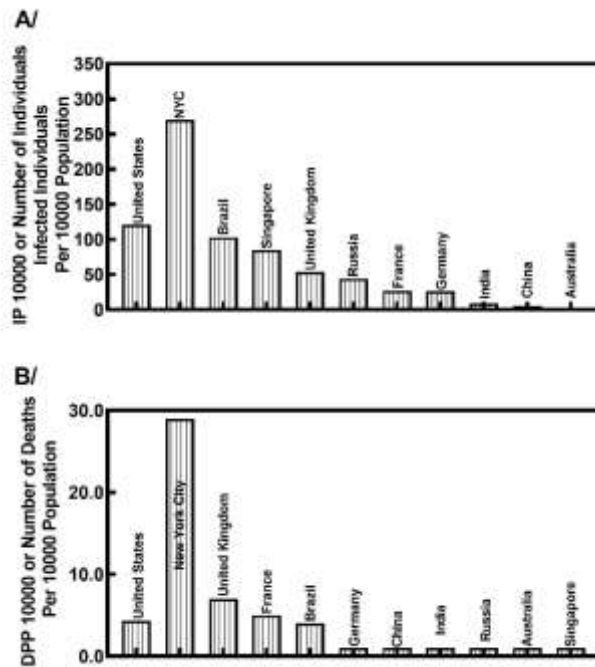 A/
IP 10000 or Number of Individuals
Infected Individuals
Per 10000 Population
350
300
250
200
150
100
50
0
United States
NYC
Brazil
Singapore
United Kingdom
Russia
France
Germany
India
China
Australia
B/
DPP 10000 or Number of Deaths
Per 10000 Population
30.0
20.0
10.0
0.0
United States
New York City
United Kingdom
France
Brazil
Germany
China
India
Russia
Australia
Singapore